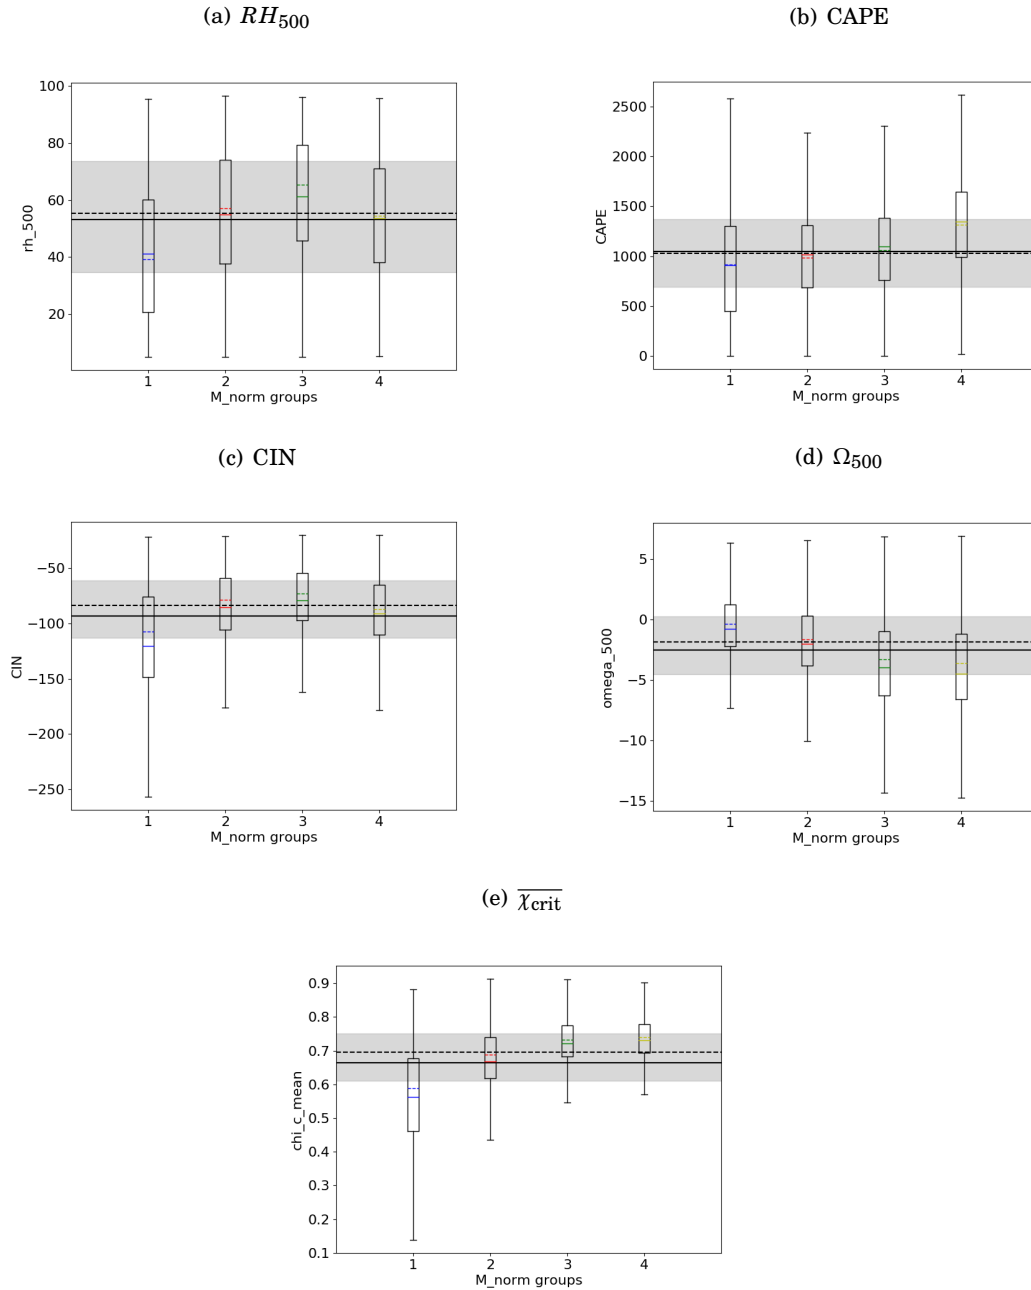 (a) RH500
(b) CAPE
100
80
60
40
20
rh_500
1 2 3 4
M_norm groups
2500
2000
1500
1000
500
0
CAPE
1 2 3 4
M_norm groups
(c) CIN
(d) Ω500
−50
−100
−150
−200
−250
CIN
1 2 3 4
M_norm groups
5
0
−5
−10
−15
omega_500
1 2 3 4
M_norm groups
(e) χcrit
0.9
0.8
0.7
0.6
0.5
0.4
0.3
0.2
0.1
chi_c_mean
1 2 3 4
M_norm groups